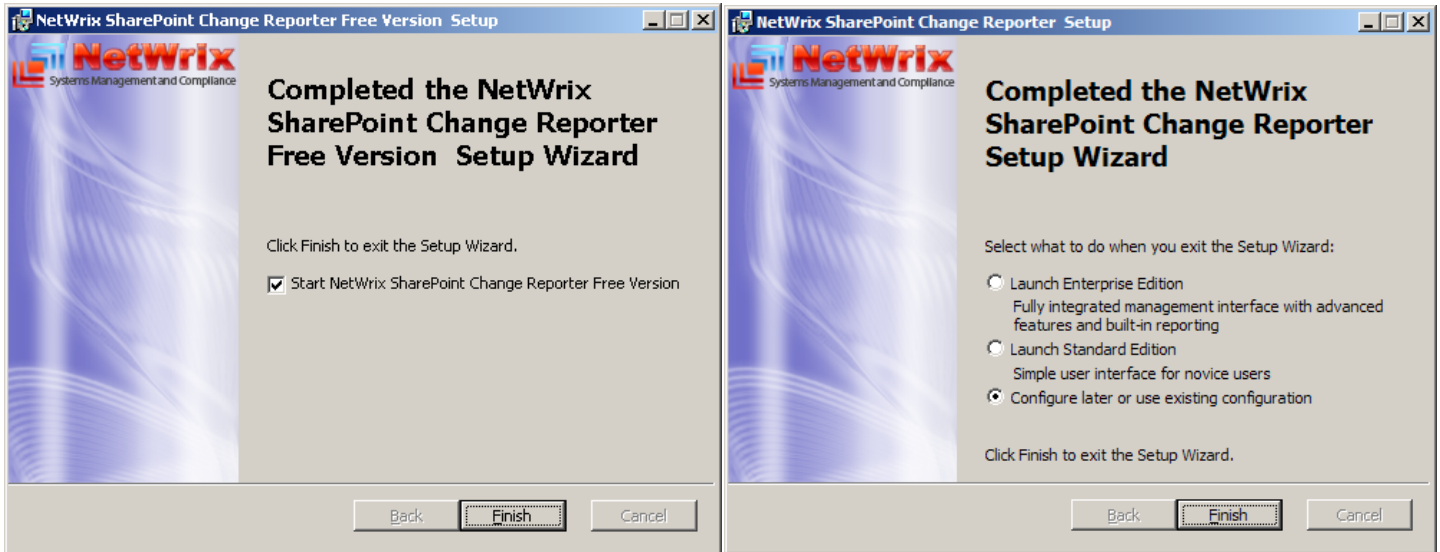 NetWrix SharePoint Change Reporter Free Version Setup
NetWrix
Systems Management and Compliance
Completed the NetWrix
SharePoint Change Reporter
Free Version Setup Wizard
Click Finish to exit the Setup Wizard.
Start NetWrix SharePoint Change Reporter Free Version
Back
Finish
Cancel
NetWrix SharePoint Change Reporter Setup
NetWrix
Systems Management and Compliance
Completed the NetWrix
SharePoint Change Reporter
Setup Wizard
Select what to do when you exit the Setup Wizard:
Launch Enterprise Edition
Fully integrated management interface with advanced
features and built-in reporting
Launch Standard Edition
Simple user interface for novice users
Configure later or use existing configuration
Click Finish to exit the Setup Wizard.
Back
Finish
Cancel